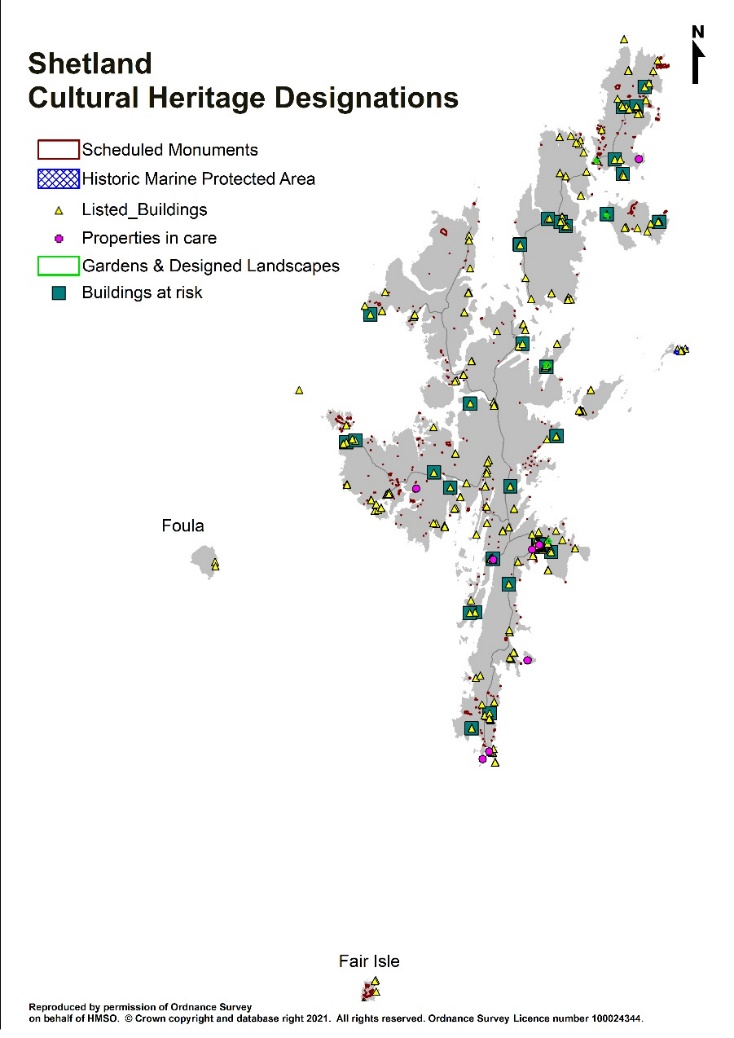 Shetland
Cultural Heritage Designations
N
Scheduled Monuments
Historic Marine Protected Area
Listed_Buildings
Properties in care
Gardens & Designed Landscapes
Buildings at risk
Foula
Fair Isle
Reproduced by permission of Ordnance Survey
on behalf of HMSO. © Crown copyright and database right 2021. All rights reserved. Ordnance Survey Licence number 100024344.